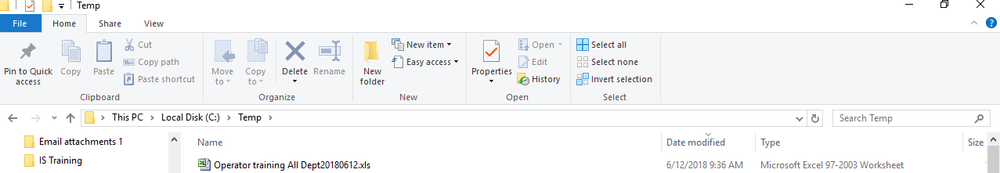 Temp
File Home Share View
Pin to Quick access
Copy
Paste
Cut
Copy path
Paste shortcut
Clipboard
Move to
Copy to
Delete
Rename
Organize
New folder
New item
Easy access
New
Properties
Open
Edit
History
Open
Select all
Select none
Invert selection
Select
This PC > Local Disk (C:) > Temp >
Search Temp
Email attachments 1
IS Training
Name Date modified Type Size
Operator training All Dept20180612.xls 6/12/2018 9:36 AM Microsoft Excel 97-2003 Worksheet